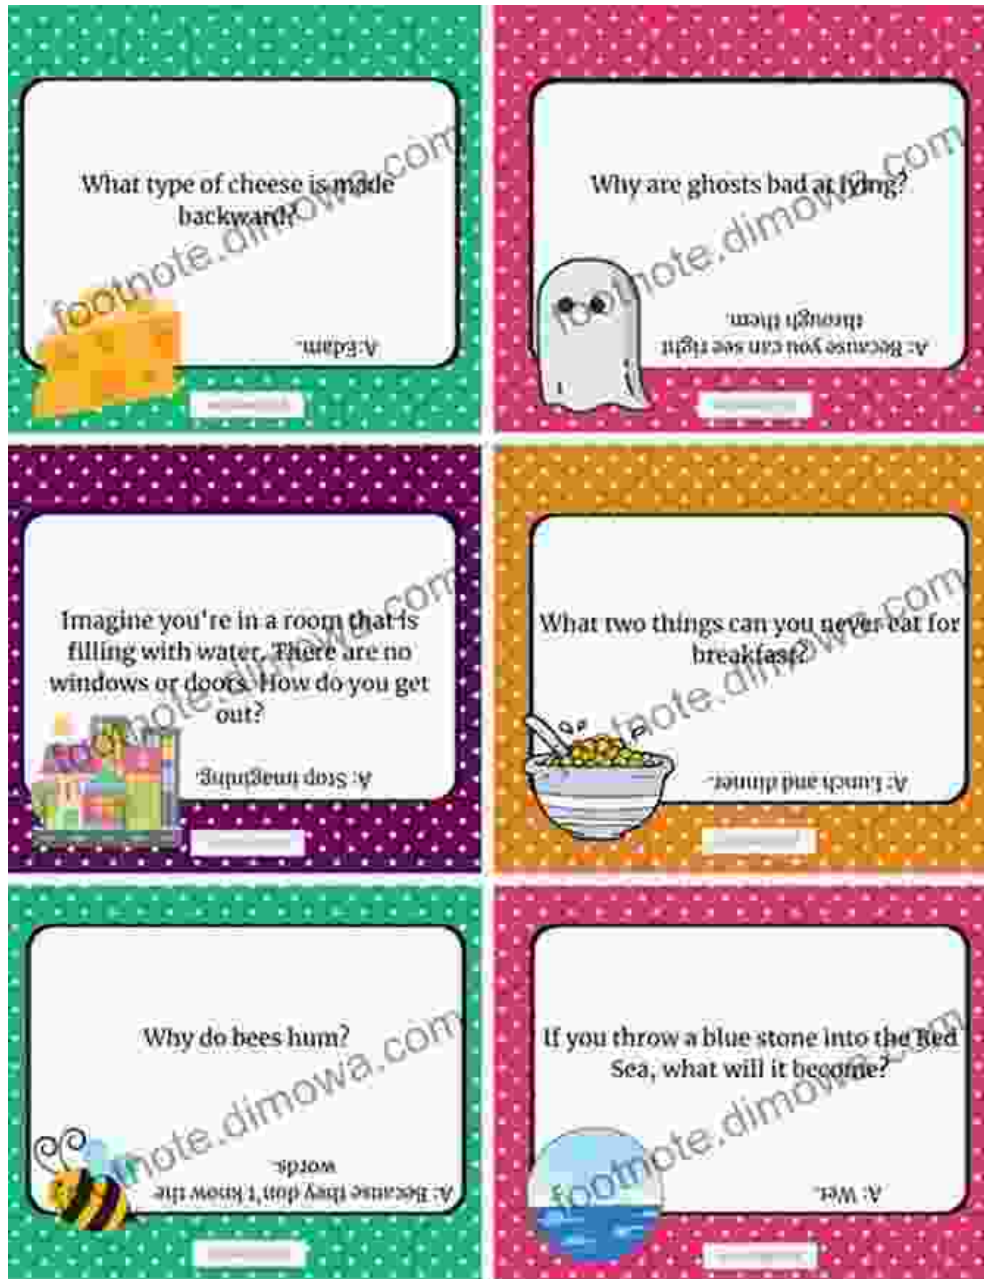 What type of cheese is made
backward?
A: Edam.
footnote.dimowa.com
Why are ghosts bad at lying?
A: Because you can see right
through them.
footnote.dimowa.com
Imagine you're in a room that is
filling with water. There are no
windows or doors. How do you get
out?
A: Stop imagining.
footnote.dimowa.com
What two things can you never eat for
breakfast?
A: Lunch and dinner.
footnote.dimowa.com
Why do bees hum?
A: Because they don't know the
words.
footnote.dimowa.com
If you throw a blue stone into the Red
Sea, what will it become?
A: Wet.
footnote.dimowa.com